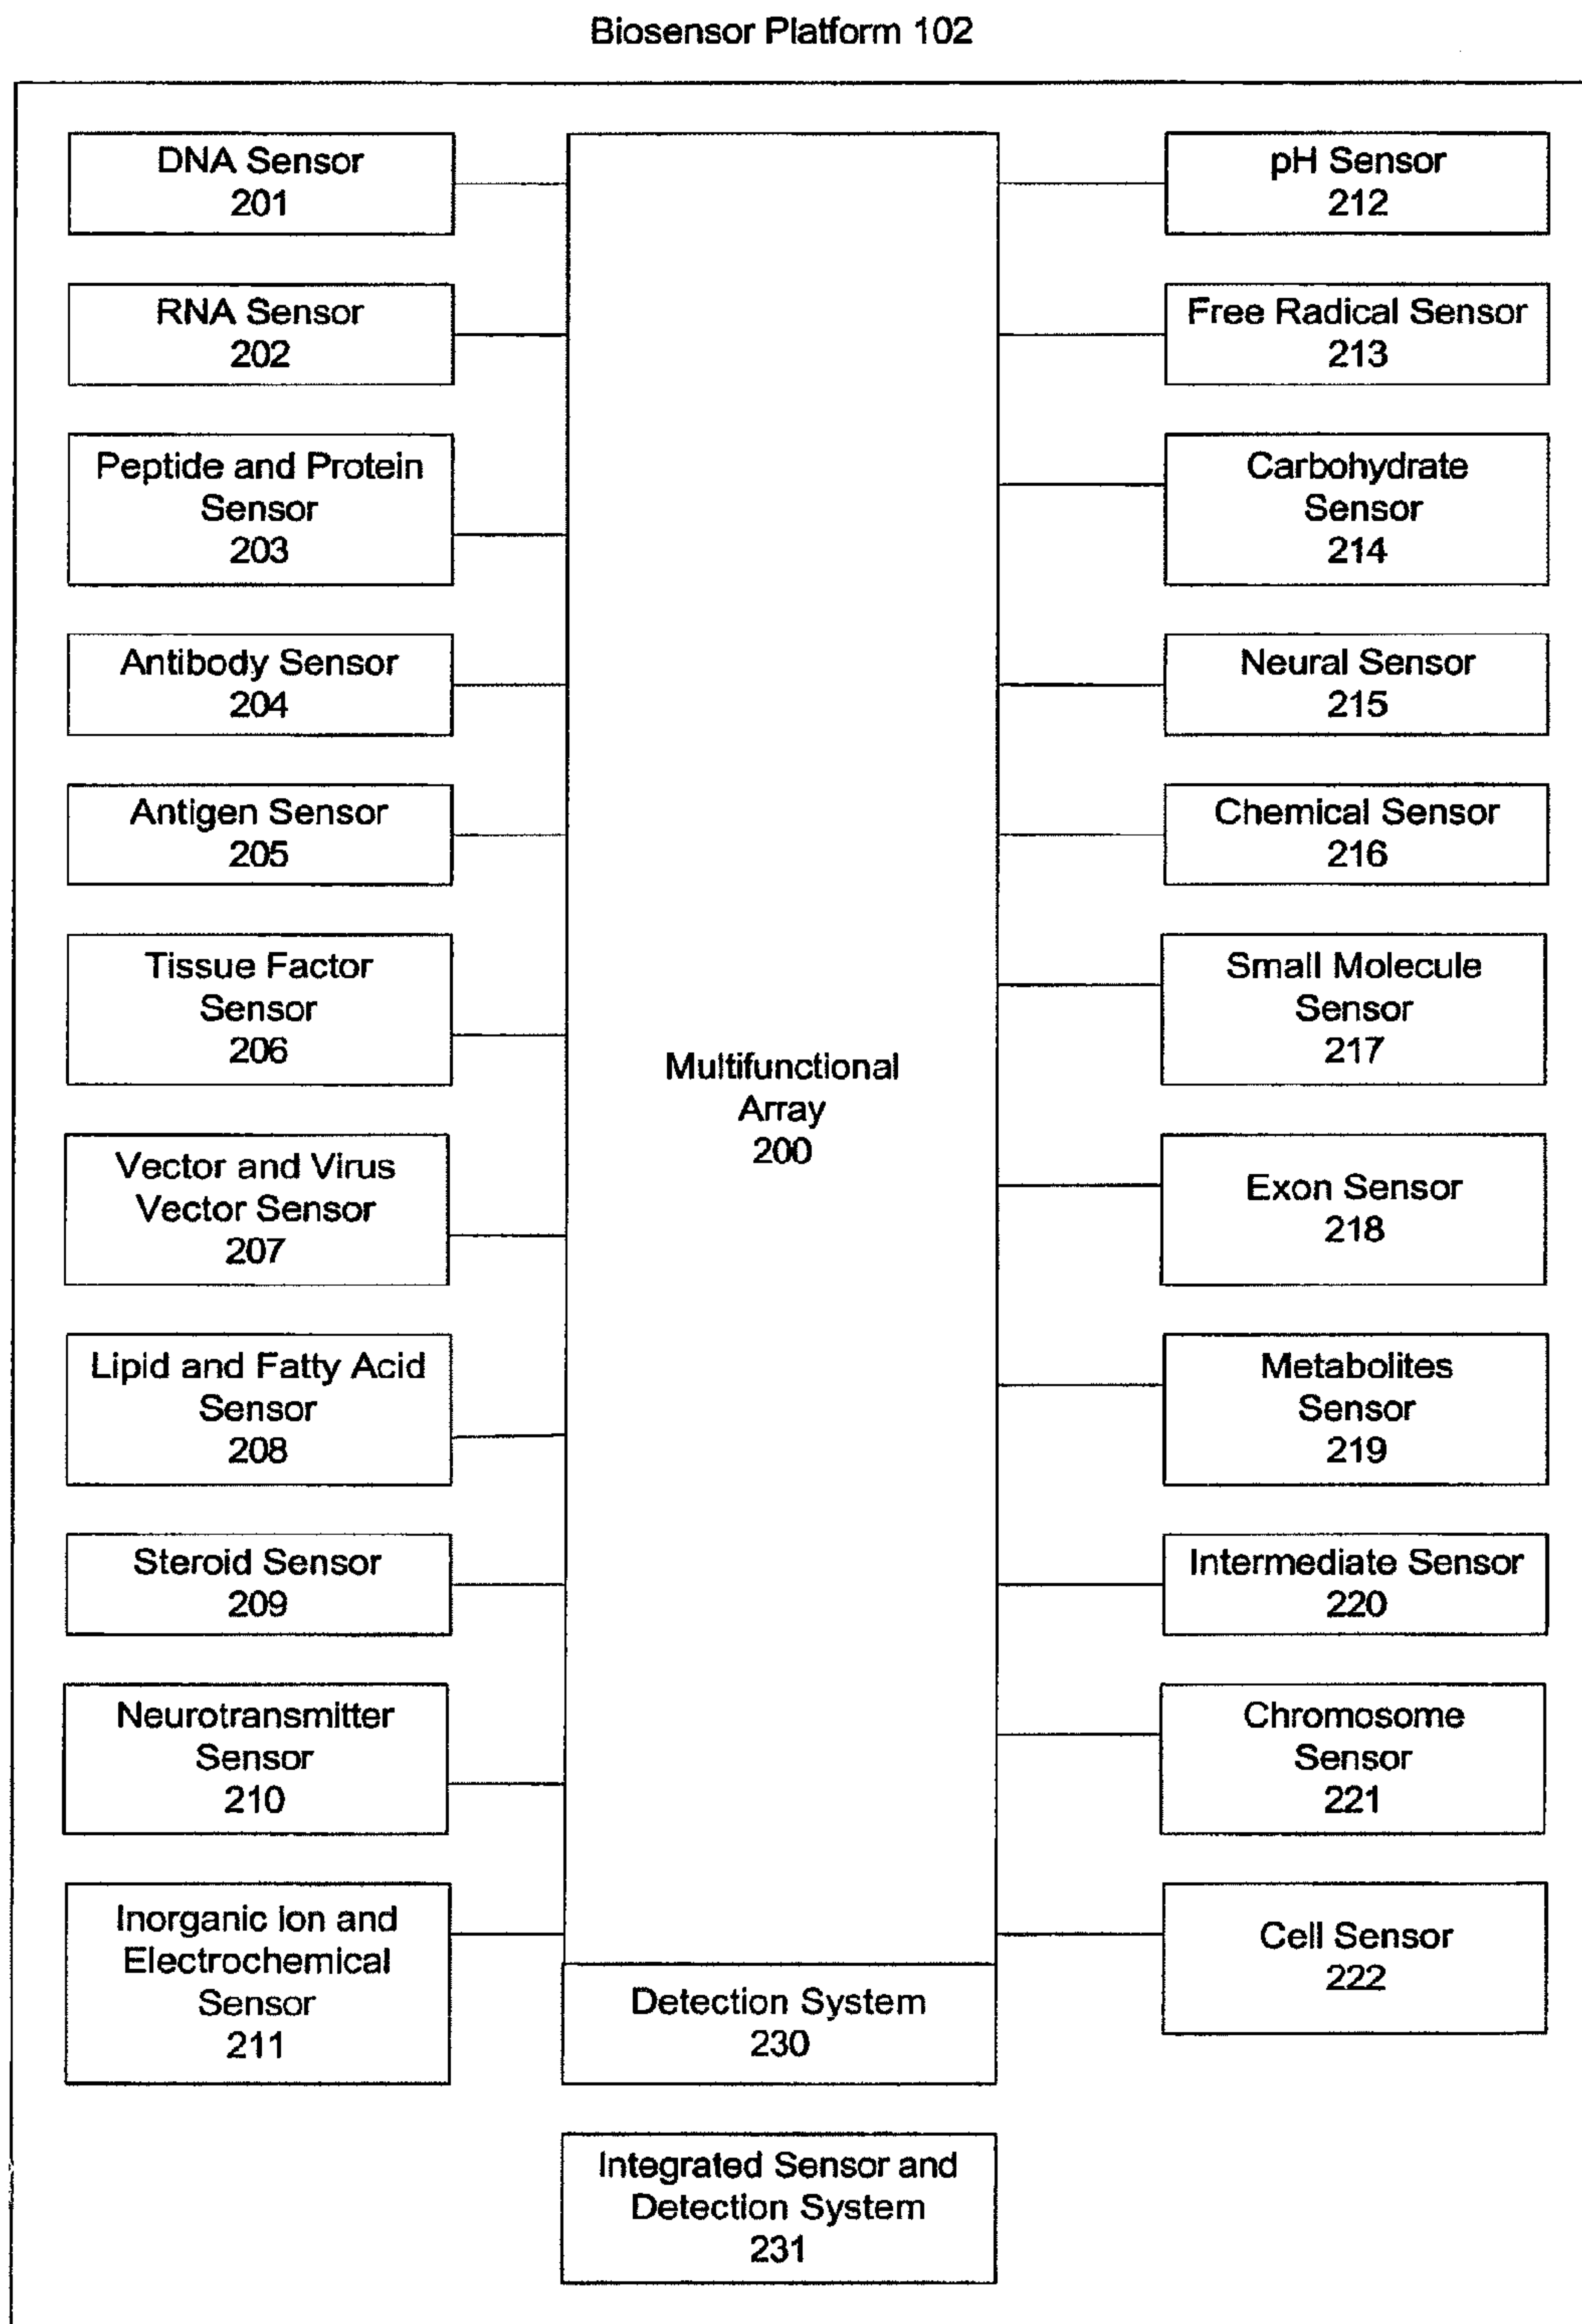 Biosensor Platform 102
DNA Sensor
201
RNA Sensor
202
Peptide and Protein
Sensor
203
Antibody Sensor
204
Antigen Sensor
205
Tissue Factor
Sensor
206
Vector and Virus
Vector Sensor
207
Lipid and Fatty Acid
Sensor
208
Steroid Sensor
209
Neurotransmitter
Sensor
210
Inorganic Ion and
Electrochemical
Sensor
211
Multifunctional
Array
200
Detection System
230
Integrated Sensor and
Detection System
231
pH Sensor
212
Free Radical Sensor
213
Carbohydrate
Sensor
214
Neural Sensor
215
Chemical Sensor
216
Small Molecule
Sensor
217
Exon Sensor
218
Metabolites
Sensor
219
Intermediate Sensor
220
Chromosome
Sensor
221
Cell Sensor
222